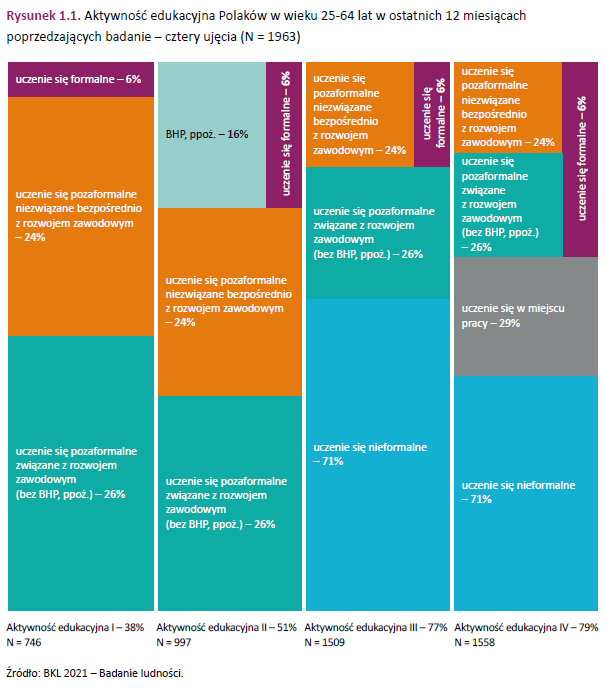 Rysunek 1.1. Aktywność edukacyjna Polaków w wieku 25-64 lat w ostatnich 12 miesiącach
poprzedzających badanie – cztery ujęcia (N = 1963)
uczenie się formalne – 6%
uczenie się pozaformalne
niezwiązane bezpośrednio
z rozwojem zawodowym
– 24%
uczenie się pozaformalne
związane z rozwojem
zawodowym
(bez BHP, ppoż.) – 26%
BHP, ppoż. – 16%
uczenie się formalne – 6%
uczenie się pozaformalne
niezwiązane bezpośrednio
z rozwojem zawodowym
– 24%
uczenie się pozaformalne
związane z rozwojem
zawodowym
(bez BHP, ppoż.) – 26%
uczenie się
pozaformalne
niezwiązane
bezpośrednio
z rozwojem
zawodowym – 24%
uczenie się
formalne – 6%
uczenie się pozaformalne
związane z rozwojem
zawodowym
(bez BHP, ppoż.) – 26%
uczenie się nieformalne
– 71%
uczenie się
pozaformalne
niezwiązane
bezpośrednio
z rozwojem
zawodowym – 24%
uczenie się formalne – 6%
uczenie się
pozaformalne
związane
z rozwojem
zawodowym
(bez BHP, ppoż.)
– 26%
uczenie się w miejscu
pracy – 29%
uczenie się nieformalne
– 71%
Aktywność edukacyjna I – 38%
N = 746
Aktywność edukacyjna II – 51%
N = 997
Aktywność edukacyjna III – 77%
N = 1509
Aktywność edukacyjna IV – 79%
N = 1558
Źródło: BKL 2021 – Badanie ludności.